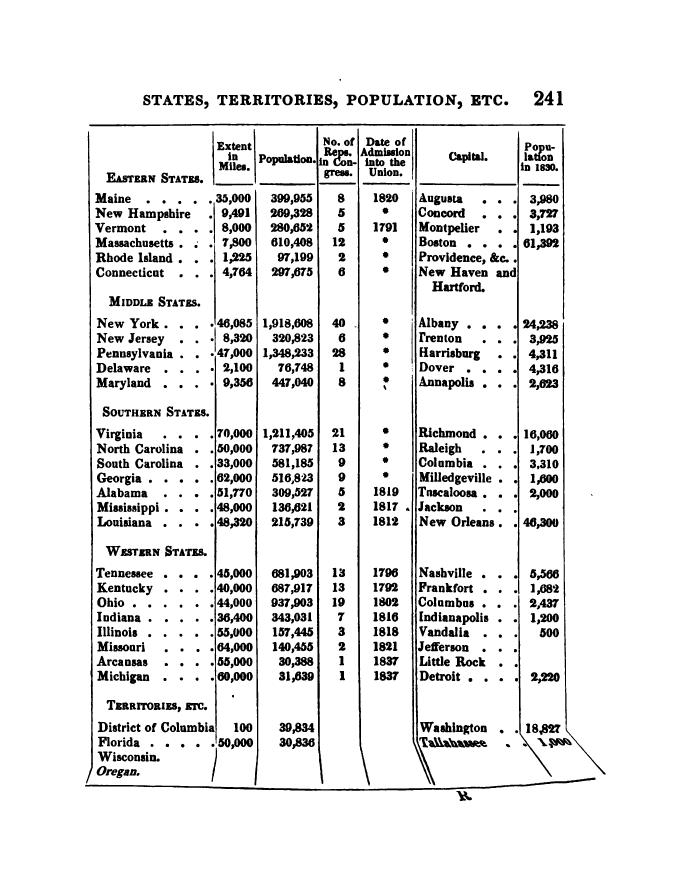 STATES, TERRITORIES, POPULATION, ETC. 241
EASTERN STATES. Extent in Miles. Population. No. of Reps. in Congress. Date of Admission into the Union. Capital. Population in 1830.
Maine . . . . . 35,000 399,955 8 1820 Augusta . . . 3,980
New Hampshire . 9,491 269,328 5 * Concord . . . 3,727
Vermont . . . . 8,000 280,652 5 1791 Montpelier . . 1,193
Massachusetts . . . 7,800 610,408 12 * Boston . . . . 61,392
Rhode Island . . . 1,225 97,199 2 * Providence, &c. .
Connecticut . . . 4,764 297,675 6 * New Haven and
Hartford.
MIDDLE STATES.
New York . . . . 46,085 1,918,608 40 * Albany . . . . 24,238
New Jersey . . . 8,320 320,823 6 * Trenton . . . 3,925
Pennsylvania . . . 47,000 1,348,233 28 * Harrisburg . . 4,311
Delaware . . . . 2,100 76,748 1 * Dover . . . . 4,316
Maryland . . . . 9,356 447,040 8 * Annapolis . . . 2,623
SOUTHERN STATES.
Virginia . . . . 70,000 1,211,405 21 * Richmond . . . 16,060
North Carolina . . 50,000 737,987 13 * Raleigh . . . 1,700
South Carolina . . 33,000 581,185 9 * Columbia . . . 3,310
Georgia . . . . . 62,000 516,823 9 * Milledgeville . . 1,600
Alabama . . . . 51,770 309,527 5 1819 Tuscaloosa . . . 2,000
Mississippi . . . . 48,000 136,621 2 1817 . Jackson . . .
Louisiana . . . . 48,320 215,739 3 1812 New Orleans . . 46,300
WESTERN STATES.
Tennessee . . . . 45,000 681,903 13 1796 Nashville . . . 5,566
Kentucky . . . . 40,000 687,917 13 1792 Frankfort . . . 1,682
Ohio . . . . . . 44,000 937,903 19 1802 Columbus . . . 2,437
Indiana . . . . . 36,400 343,031 7 1816 Indianapolis . . 1,200
Illinois . . . . . 55,000 157,445 3 1818 Vandalia . . . 500
Missouri . . . . 64,000 140,455 2 1821 Jefferson . . .
Arcansas . . . . 55,000 30,388 1 1837 Little Rock . .
Michigan . . . . 60,000 31,639 1 1837 Detroit . . . . 2,220
TERRITORIES, ETC.
District of Columbia 100 39,834 Washington . . 18,827
Florida . . . . . 50,000 30,836 Tallahassee . . 1,000
Wisconsin.
Oregan.
R